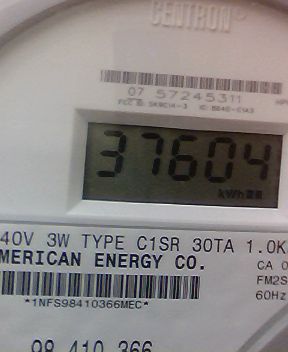 CENTRON®
07 57245311
37604
kWh
40V 3W TYPE C1SR 30TA 1.0K
MERICAN ENERGY CO.
CA 0
FM2S
60Hz
*1NFS98410366MEC*
98 410 366